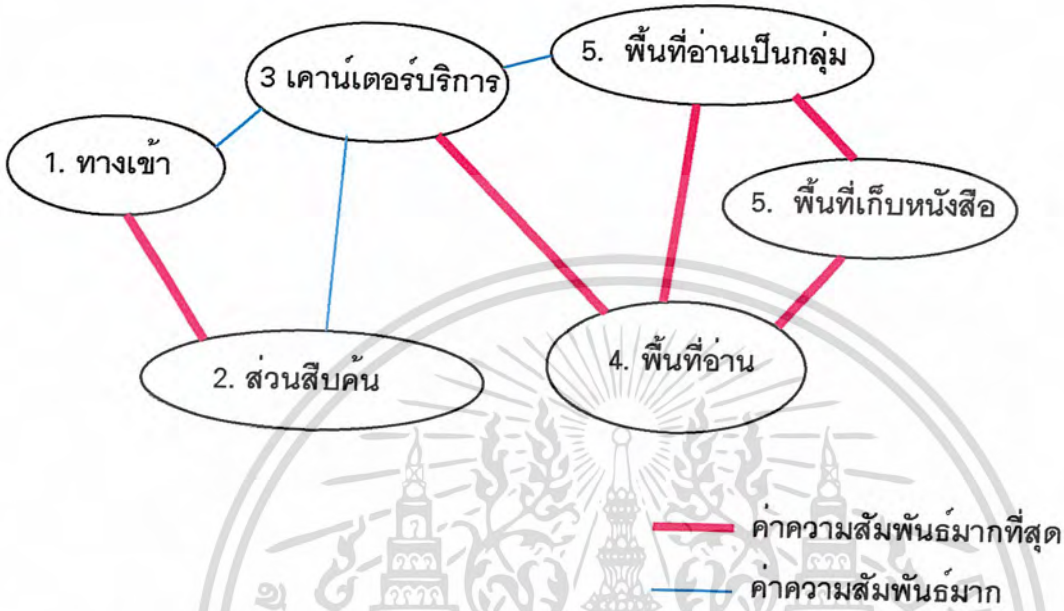 5. พื้นที่อ่านเป็นกลุ่ม
3 เคาน์เตอร์บริการ
1. ทางเข้า
5. พื้นที่เก็บหนังสือ
4. พื้นที่อ่าน
2. ส่วนสืบค้น
ค่าความสัมพันธ์มากที่สุด
ค่าความสัมพันธ์มาก